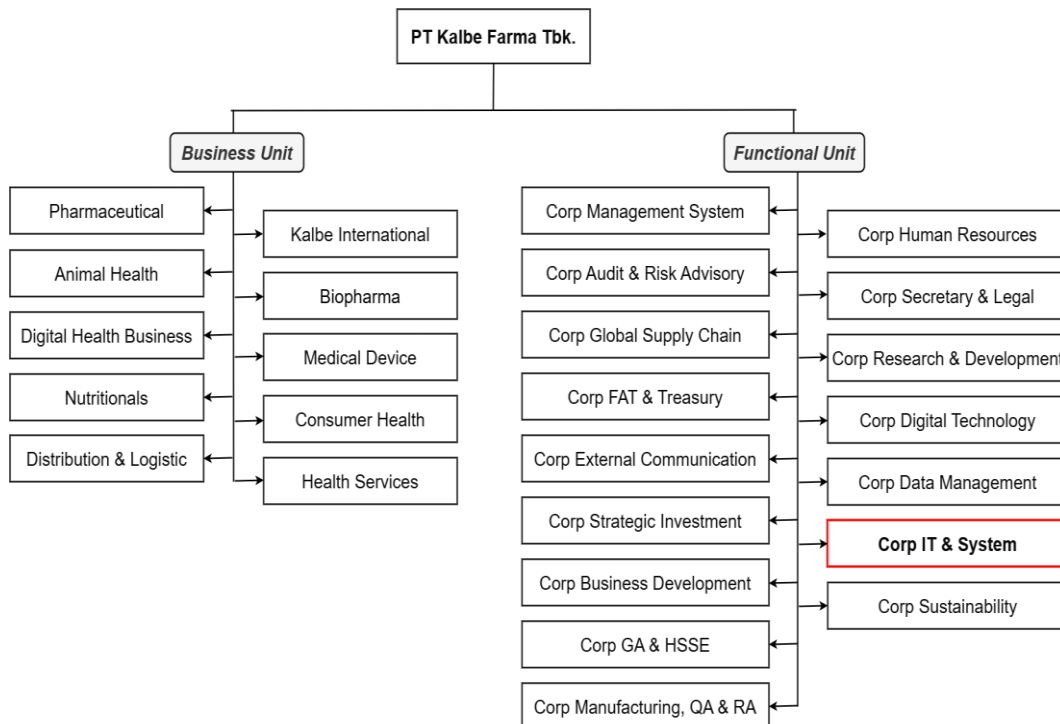 PT Kalbe Farma Tbk.
Business Unit
Functional Unit
Pharmaceutical
Kalbe International
Animal Health
Biopharma
Digital Health Business
Medical Device
Nutritionals
Consumer Health
Distribution & Logistic
Health Services
Corp Management System
Corp Human Resources
Corp Audit & Risk Advisory
Corp Secretary & Legal
Corp Global Supply Chain
Corp Research & Development
Corp FAT & Treasury
Corp Digital Technology
Corp External Communication
Corp Data Management
Corp Strategic Investment
Corp IT & System
Corp Business Development
Corp Sustainability
Corp GA & HSSE
Corp Manufacturing, QA & RA